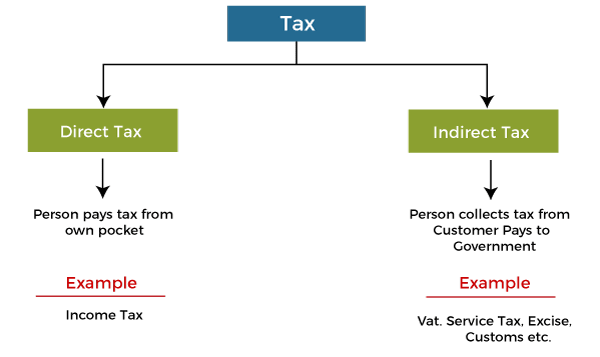 Tax
Direct Tax
Indirect Tax
Person pays tax from
own pocket
Person collects tax from
Customer Pays to
Government
Example
Income Tax
Example
Vat. Service Tax, Excise,
Customs etc.